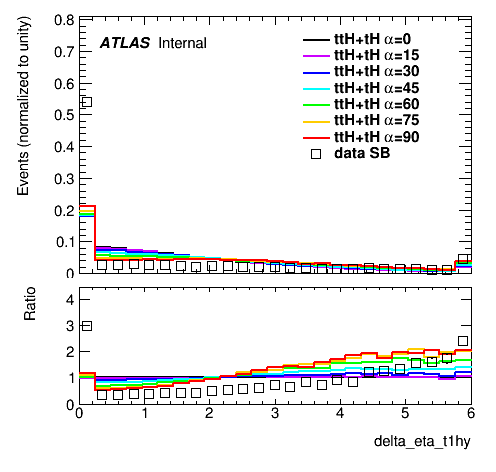 Events (normalized to unity)
0.8
0.7
0.6
0.5
0.4
0.3
0.2
0.1
0
ATLAS Internal
ttH+tH α=0
ttH+tH α=15
ttH+tH α=30
ttH+tH α=45
ttH+tH α=60
ttH+tH α=75
ttH+tH α=90
data SB
Ratio
4
3
2
1
0
0 1 2 3 4 5 6
delta_eta_t1hy